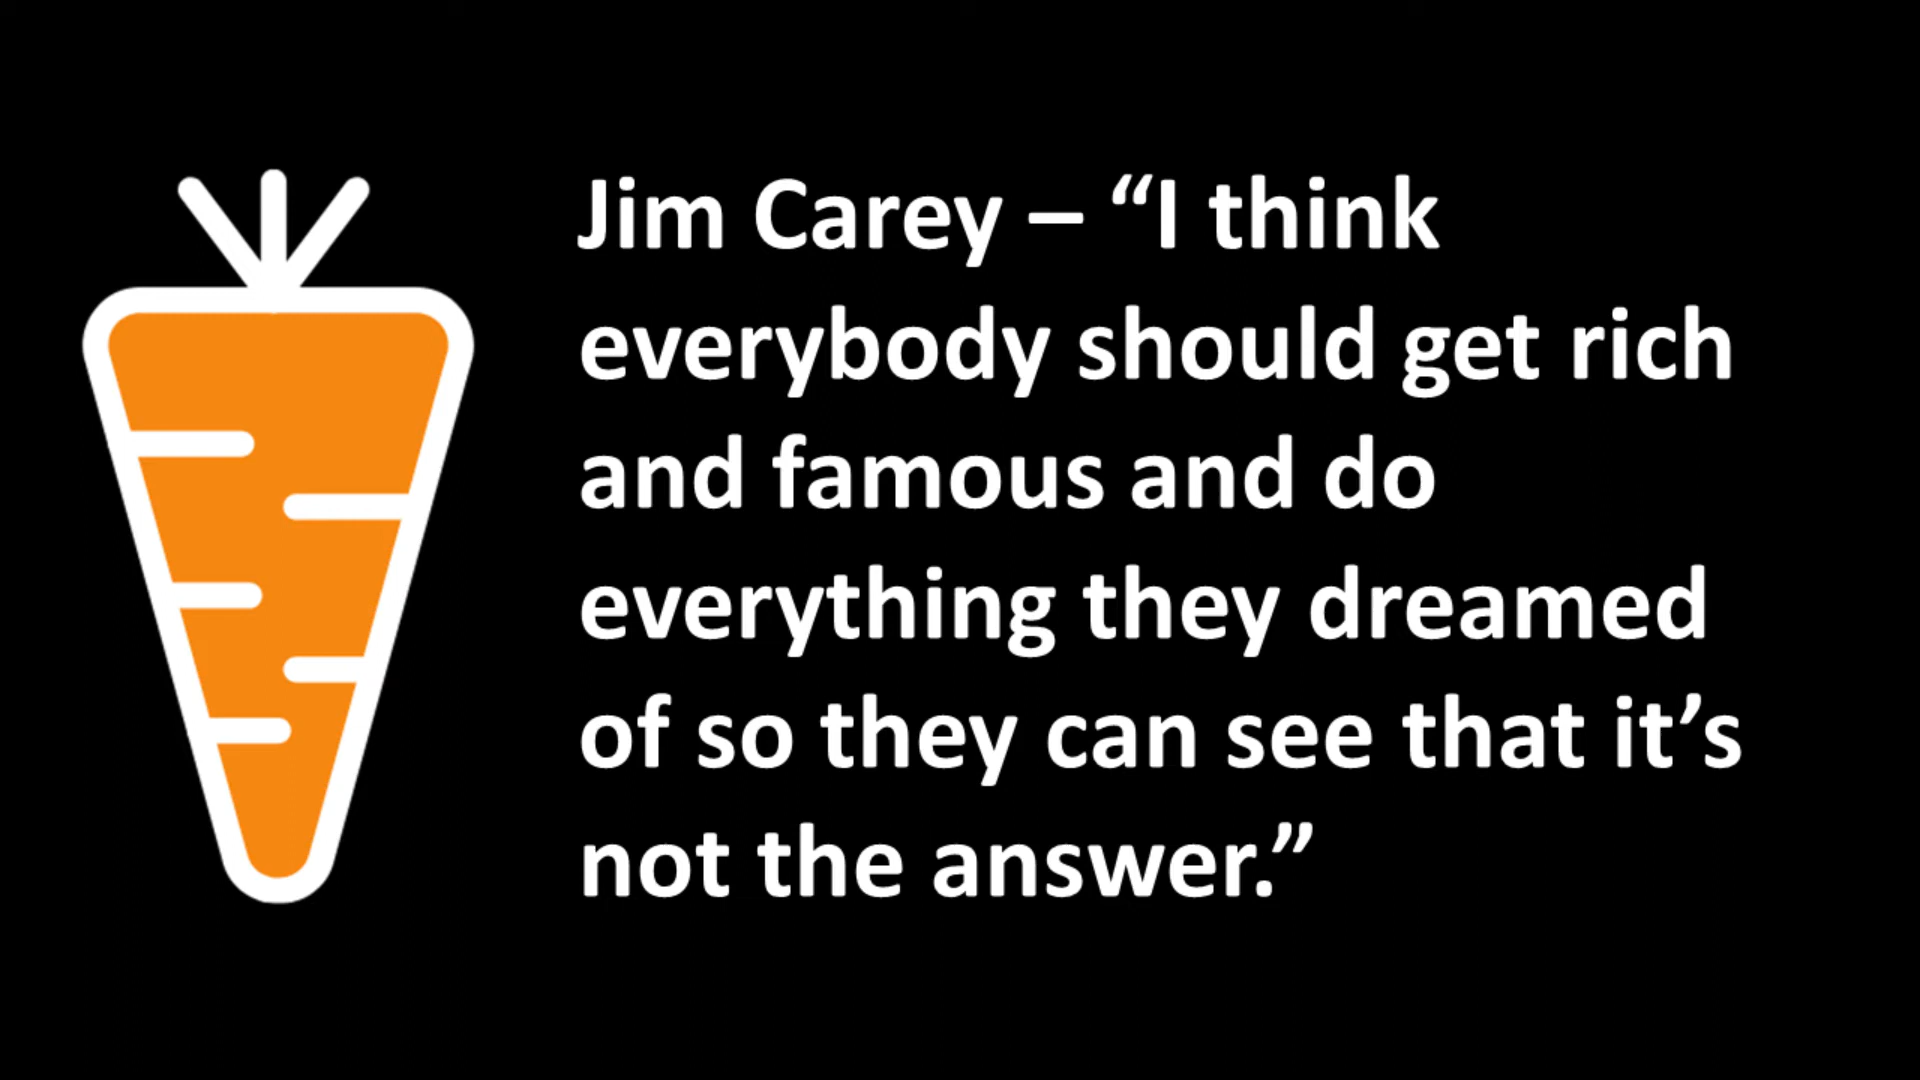 Jim Carey – “I think
everybody should get rich
and famous and do
everything they dreamed
of so they can see that it’s
not the answer.”